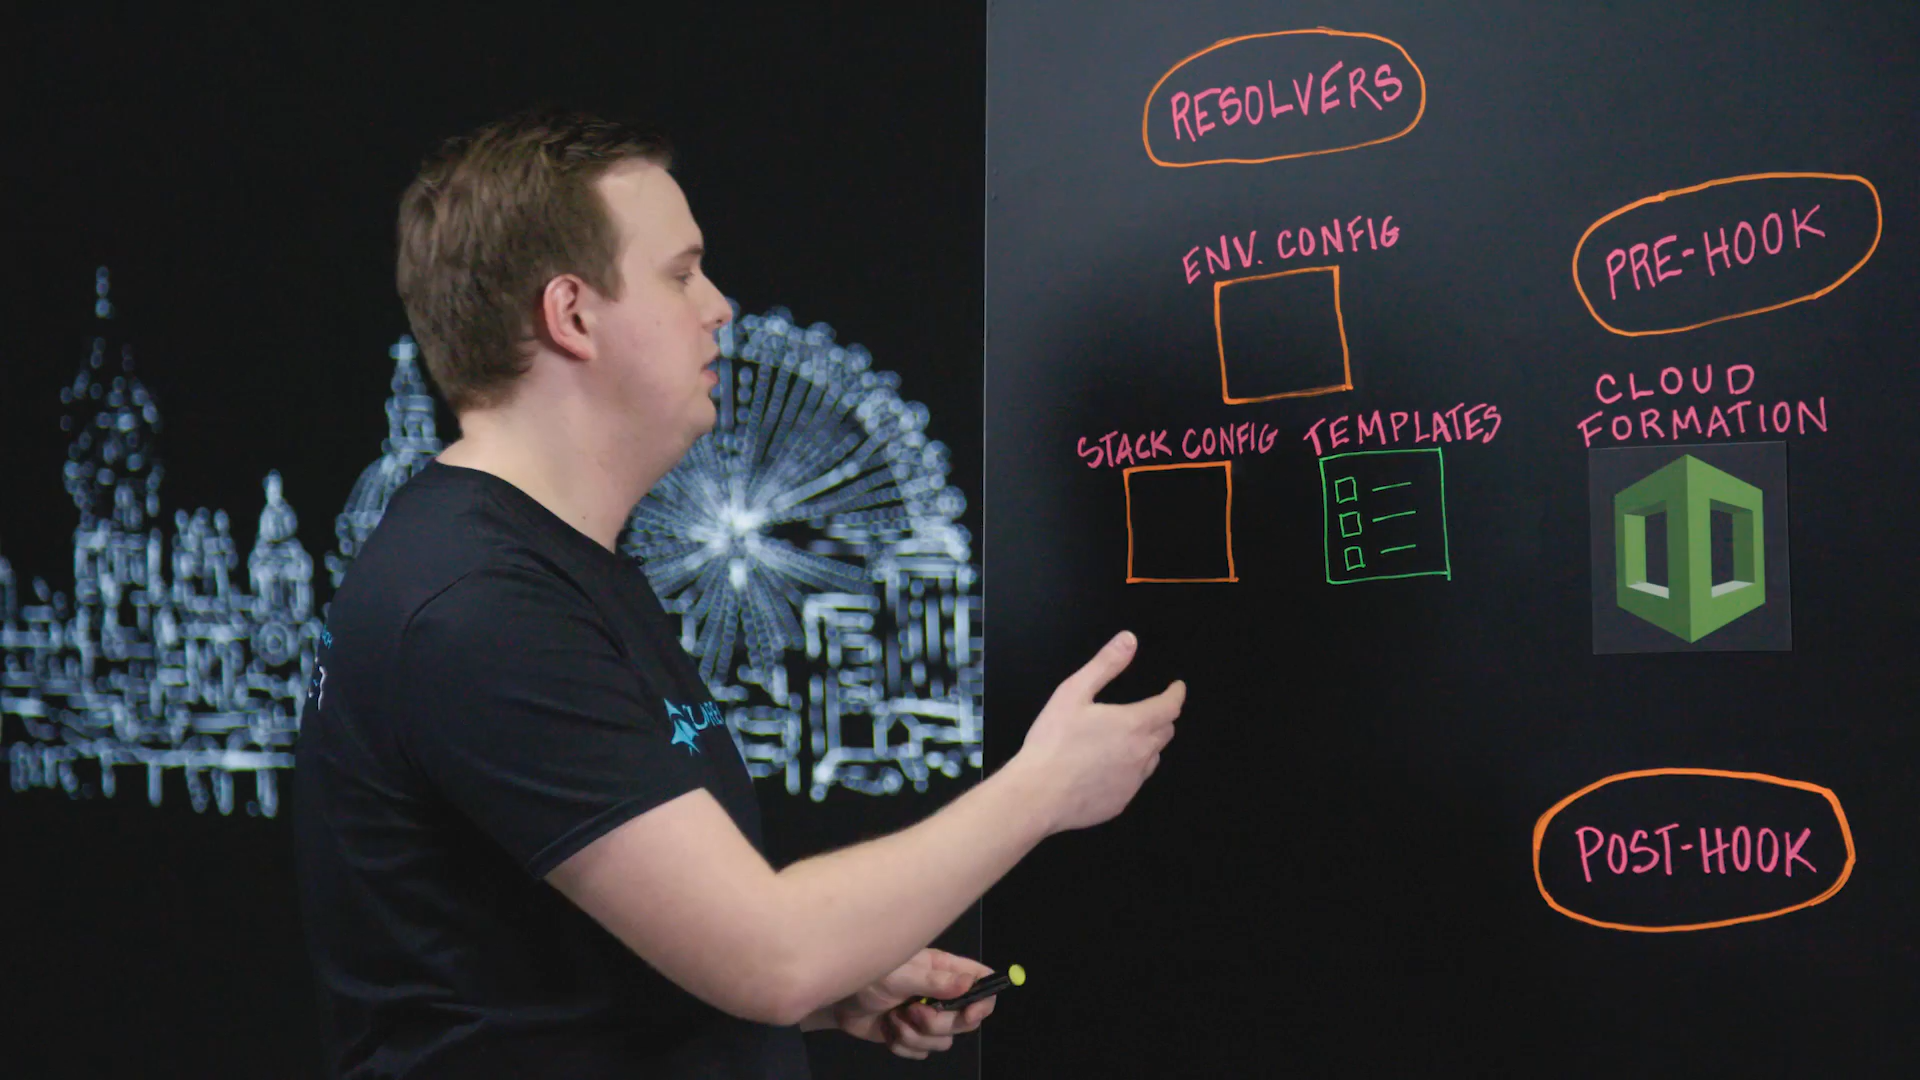 RESOLVERS
ENV. CONFIG
PRE-HOOK
STACK CONFIG
TEMPLATES
CLOUD
FORMATION
POST-HOOK